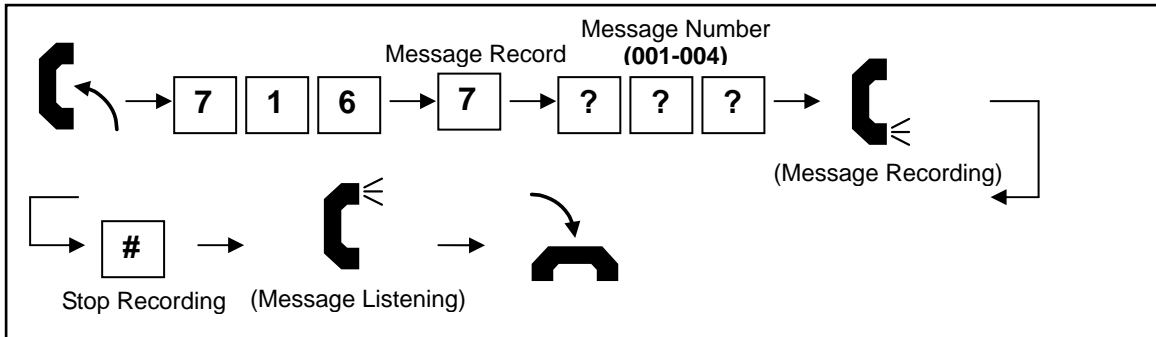 Message Number
Message Record (001-004)
7 1 6 7 ? ? ?
(Message Recording)
#
Stop Recording (Message Listening)